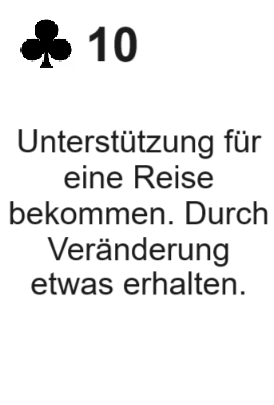 ♣ 10
Unterstützung für
eine Reise
bekommen. Durch
Veränderung
etwas erhalten.